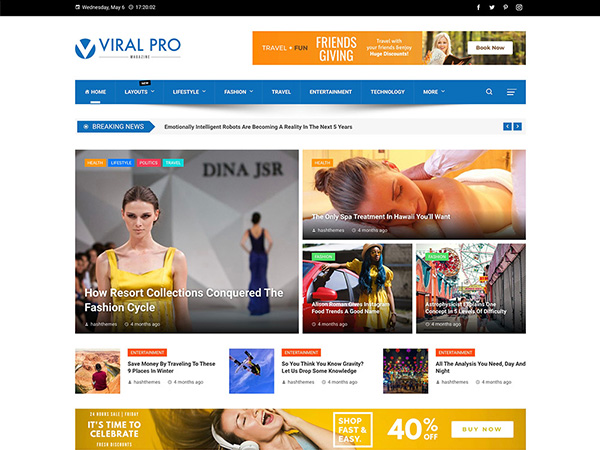 Wednesday, May 6 17:20:02
VIRAL PRO
MAGAZINE
TRAVEL + FUN
FRIENDS
GIVING
Travel with
your friends &enjoy
Huge Discounts!
Book Now
HOME
LAYOUTS
NEW
LIFESTYLE
FASHION
TRAVEL
ENTERTAINMENT
TECHNOLOGY
MORE
BREAKING NEWS
Emotionally Intelligent Robots Are Becoming A Reality In The Next 5 Years
HEALTH LIFESTYLE POLITICS TRAVEL
DINA JSR
How Resort Collections Conquered The
Fashion Cycle
hashthemes 4 months ago
HEALTH
The Only Spa Treatment In Hawaii You'll Want
hashthemes 4 months ago
FASHION
Alison Roman Gives Instagram
Food Trends A Good Name
4 months ago
FASHION
Astrophysicist Explains One
Concept In 5 Levels Of Difficulty
4 months ago
ENTERTAINMENT
Save Money By Traveling To These
9 Places In Winter
hashthemes 4 months ago
ENTERTAINMENT
So You Think You Know Gravity?
Let Us Drop Some Knowledge
hashthemes 4 months ago
ENTERTAINMENT
All The Analysis You Need, Day And
Night
hashthemes 4 months ago
24 HOURS SALE | FRIDAY
IT'S TIME TO
CELEBRATE
FRIENDS DISCOUNT
SHOP
FAST &
EASY.
40% OFF
BUY NOW